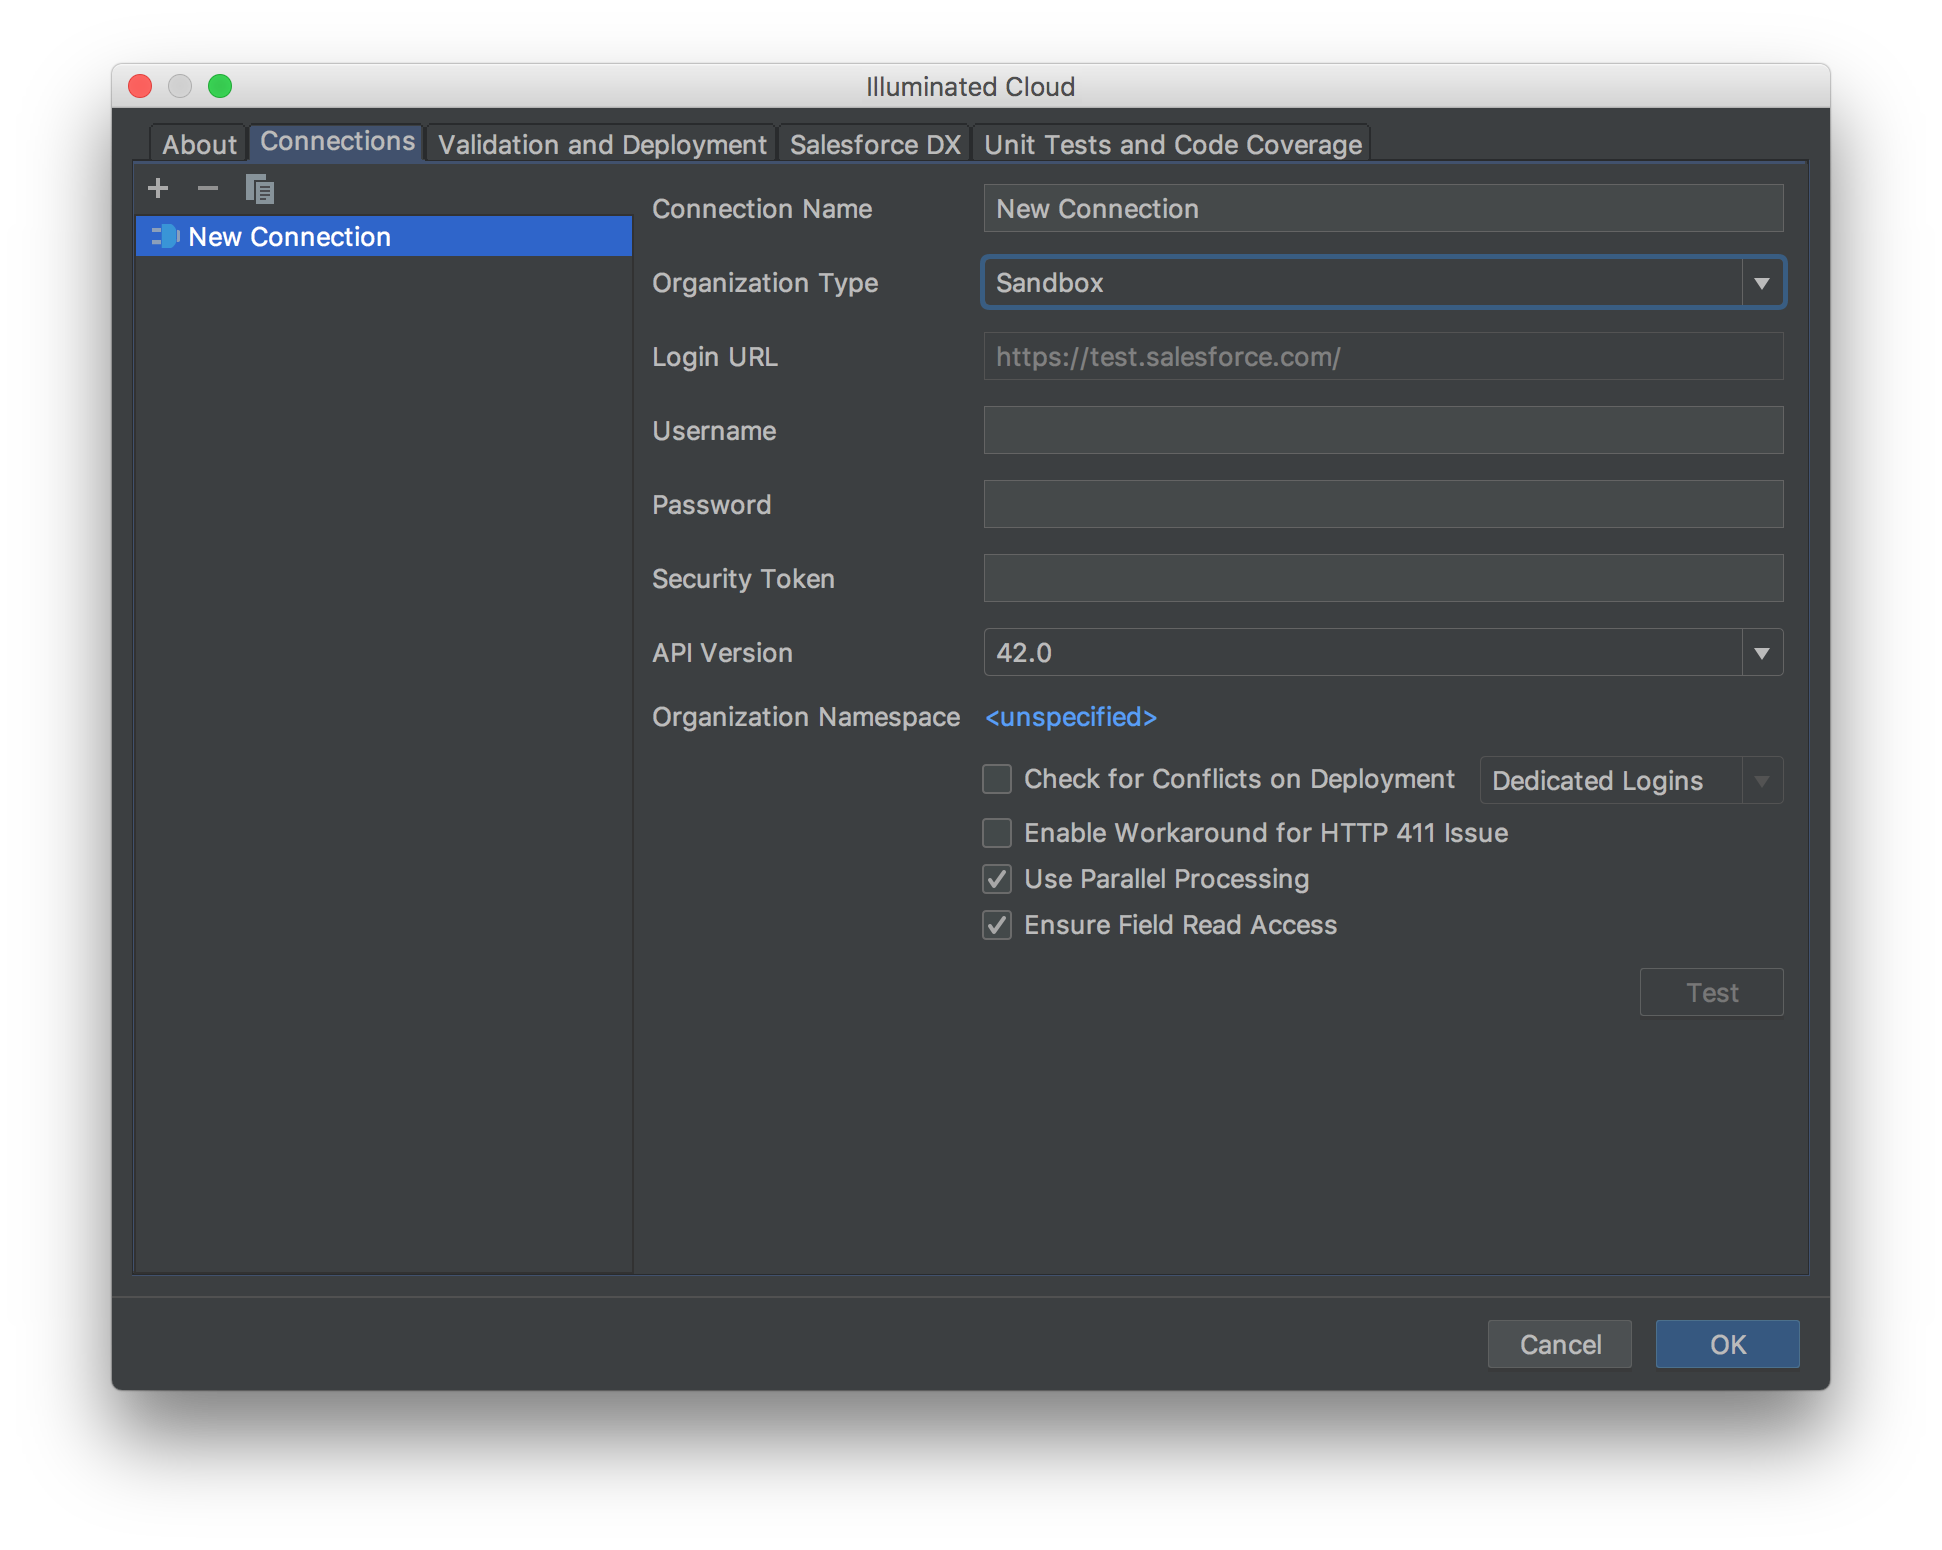 Illuminated Cloud
About Connections Validation and Deployment Salesforce DX Unit Tests and Code Coverage
New Connection
Connection Name New Connection
Organization Type Sandbox
Login URL https://test.salesforce.com/
Username
Password
Security Token
API Version 42.0
Organization Namespace <unspecified>
Check for Conflicts on Deployment Dedicated Logins
Enable Workaround for HTTP 411 Issue
Use Parallel Processing
Ensure Field Read Access
Test
Cancel OK